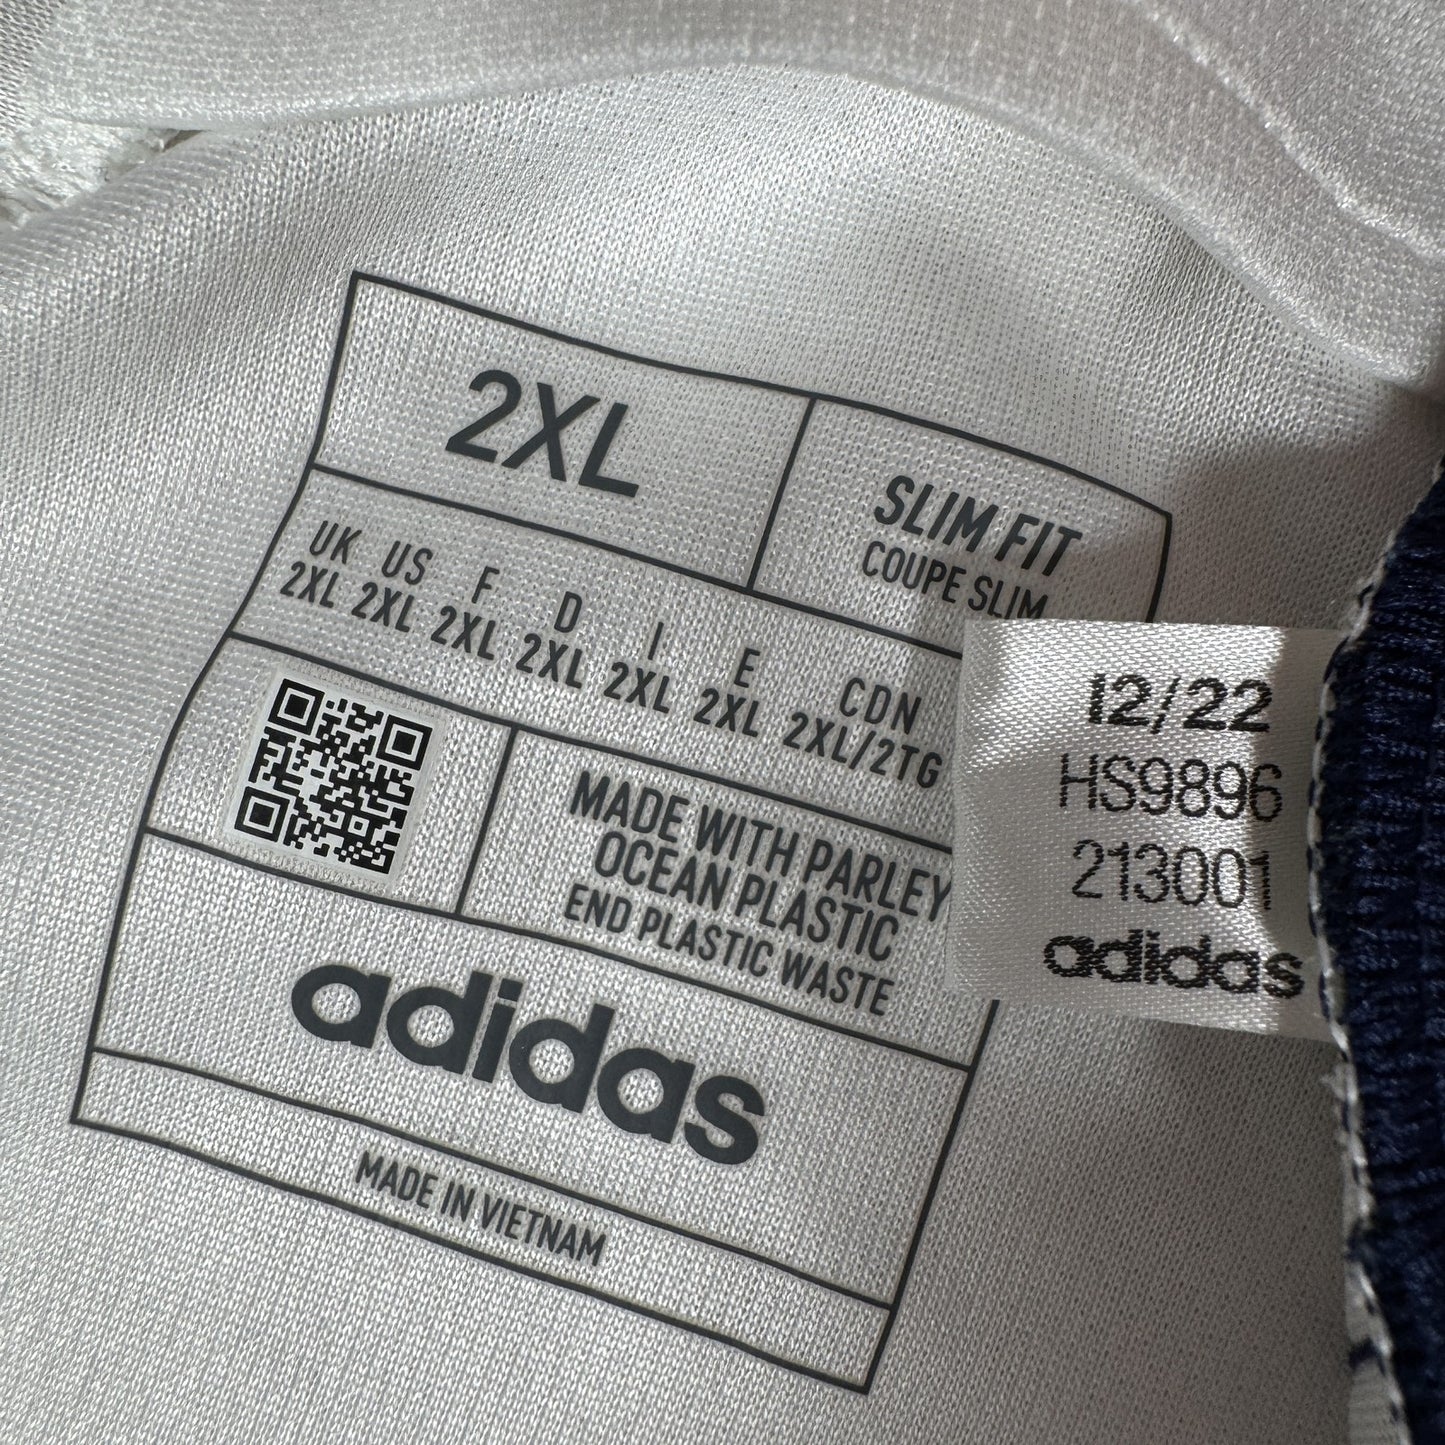 2XL
SLIM FIT
COUPE SLIM
UK US F D I E CDN
2XL 2XL 2XL 2XL 2XL 2XL 2XL/2TG
MADE WITH PARLEY
OCEAN PLASTIC
END PLASTIC WASTE
adidas
MADE IN VIETNAM
12/22
HS9896
213001
adidas